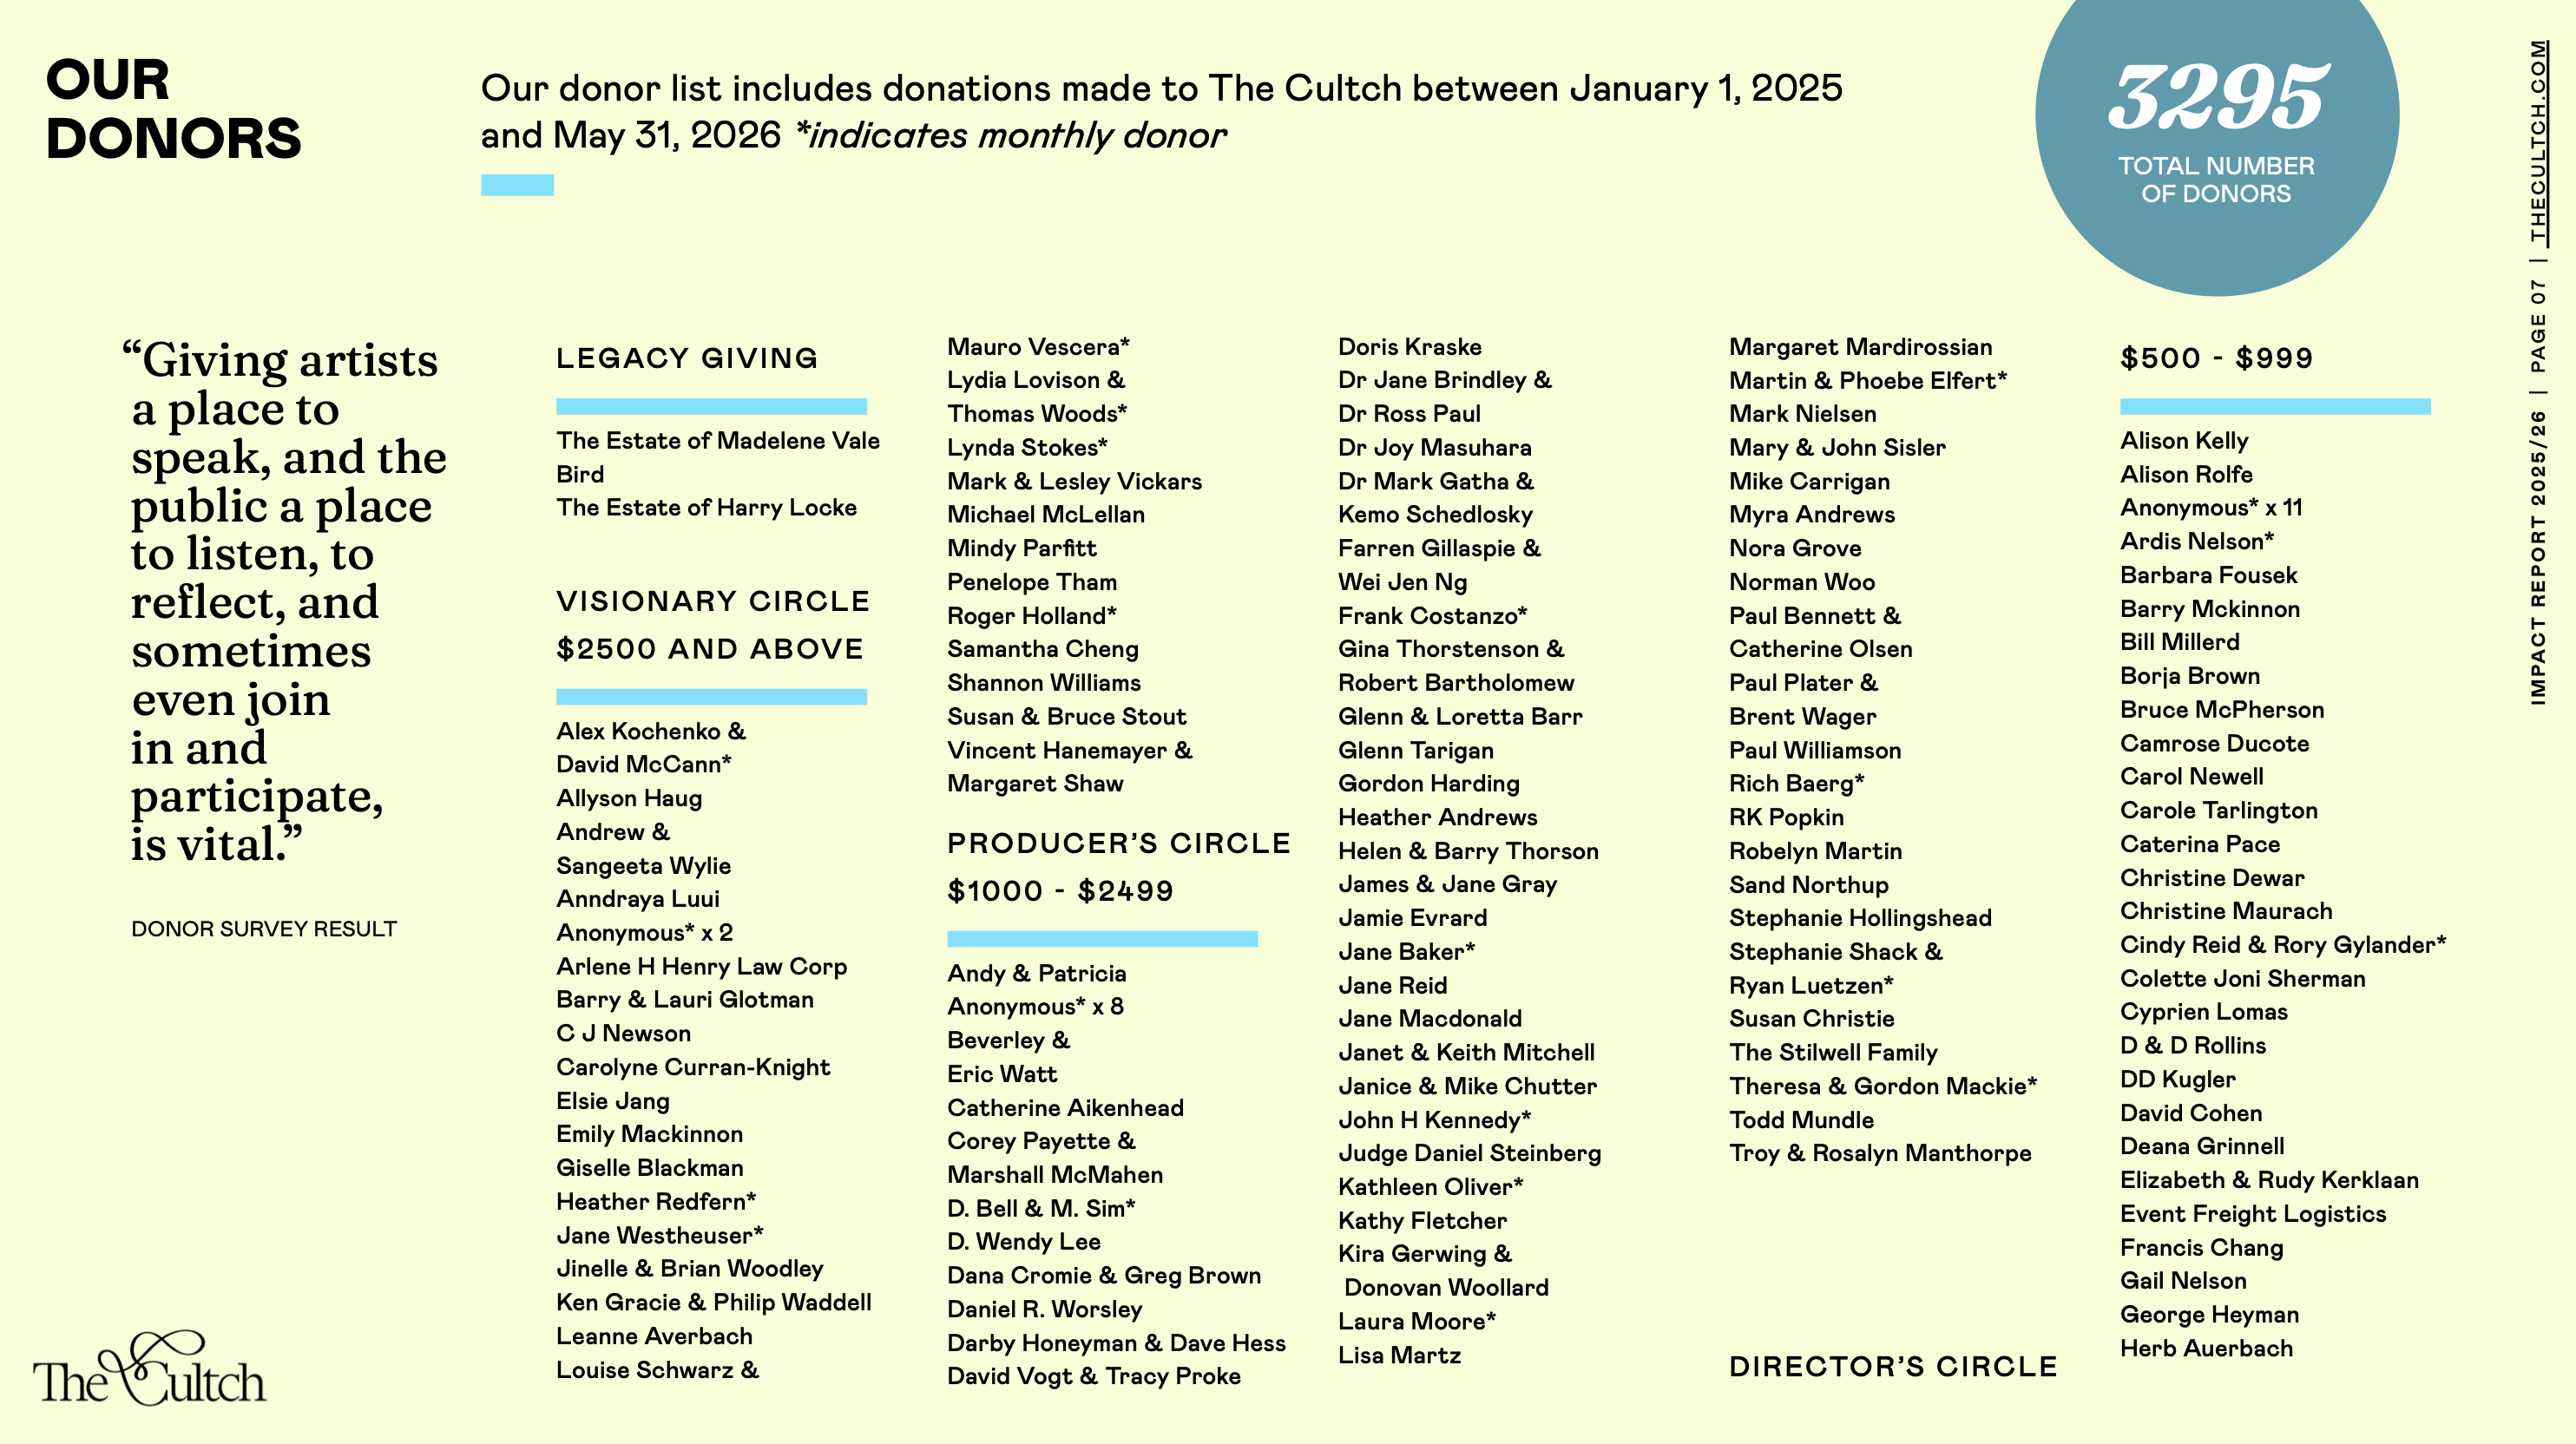 OUR
DONORS
Our donor list includes donations made to The Cultch between January 1, 2025
and May 31, 2026 *indicates monthly donor
3295
TOTAL NUMBER
OF DONORS
“Giving artists
a place to
speak, and the
public a place
to listen, to
reflect, and
sometimes
even join
in and
participate,
is vital.”
DONOR SURVEY RESULT
The Cultch
LEGACY GIVING
The Estate of Madelene Vale
Bird
The Estate of Harry Locke
VISIONARY CIRCLE
$2500 AND ABOVE
Alex Kochenko &
David McCann*
Allyson Haug
Andrew &
Sangeeta Wylie
Anndraya Luui
Anonymous* x 2
Arlene H Henry Law Corp
Barry & Lauri Glotman
C J Newson
Carolyne Curran-Knight
Elsie Jang
Emily Mackinnon
Giselle Blackman
Heather Redfern*
Jane Westheuser*
Jinelle & Brian Woodley
Ken Gracie & Philip Waddell
Leanne Averbach
Louise Schwarz &
Mauro Vescera*
Lydia Lovison &
Thomas Woods*
Lynda Stokes*
Mark & Lesley Vickars
Michael McLellan
Mindy Parfitt
Penelope Tham
Roger Holland*
Samantha Cheng
Shannon Williams
Susan & Bruce Stout
Vincent Hanemayer &
Margaret Shaw
PRODUCER’S CIRCLE
$1000 - $2499
Andy & Patricia
Anonymous* x 8
Beverley &
Eric Watt
Catherine Aikenhead
Corey Payette &
Marshall McMahen
D. Bell & M. Sim*
D. Wendy Lee
Dana Cromie & Greg Brown
Daniel R. Worsley
Darby Honeyman & Dave Hess
David Vogt & Tracy Proke
Doris Kraske
Dr Jane Brindley &
Dr Ross Paul
Dr Joy Masuhara
Dr Mark Gatha &
Kemo Schedlosky
Farren Gillaspie &
Wei Jen Ng
Frank Costanzo*
Gina Thorstenson &
Robert Bartholomew
Glenn & Loretta Barr
Glenn Tarigan
Gordon Harding
Heather Andrews
Helen & Barry Thorson
James & Jane Gray
Jamie Evrard
Jane Baker*
Jane Reid
Jane Macdonald
Janet & Keith Mitchell
Janice & Mike Chutter
John H Kennedy*
Judge Daniel Steinberg
Kathleen Oliver*
Kathy Fletcher
Kira Gerwing &
Donovan Woollard
Laura Moore*
Lisa Martz
Margaret Mardirossian
Martin & Phoebe Elfert*
Mark Nielsen
Mary & John Sisler
Mike Carrigan
Myra Andrews
Nora Grove
Norman Woo
Paul Bennett &
Catherine Olsen
Paul Plater &
Brent Wager
Paul Williamson
Rich Baerg*
RK Popkin
Robelyn Martin
Sand Northup
Stephanie Hollingshead
Stephanie Shack &
Ryan Luetzen*
Susan Christie
The Stilwell Family
Theresa & Gordon Mackie*
Todd Mundle
Troy & Rosalyn Manthorpe
DIRECTOR’S CIRCLE
$500 - $999
Alison Kelly
Alison Rolfe
Anonymous* x 11
Ardis Nelson*
Barbara Fousek
Barry Mckinnon
Bill Millerd
Borja Brown
Bruce McPherson
Camrose Ducote
Carol Newell
Carole Tarlington
Caterina Pace
Christine Dewar
Christine Maurach
Cindy Reid & Rory Gylander*
Colette Joni Sherman
Cyprien Lomas
D & D Rollins
DD Kugler
David Cohen
Deana Grinnell
Elizabeth & Rudy Kerklaan
Event Freight Logistics
Francis Chang
Gail Nelson
George Heyman
Herb Auerbach
IMPACT REPORT 2025/26 | PAGE 07 | THECULTCH.COM